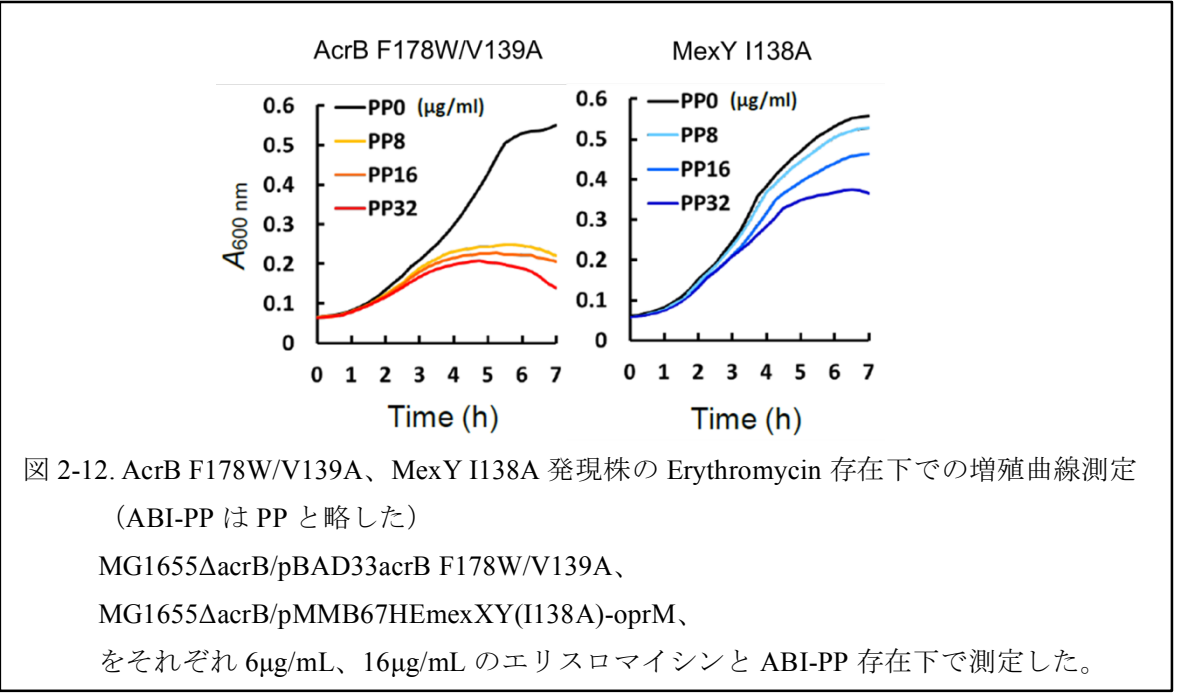 AcrB F178W/V139A
MexY I138A
0.6
0.5
0.4
0.3
0.2
0.1
0
A600 nm
PP0 (μg/ml)
PP8
PP16
PP32
0 1 2 3 4 5 6 7
Time (h)
0.6
0.5
0.4
0.3
0.2
0.1
0
PP0 (μg/ml)
PP8
PP16
PP32
0 1 2 3 4 5 6 7
Time (h)
図 2-12. AcrB F178W/V139A、MexY I138A 発現株の Erythromycin 存在下での増殖曲線測定
（ABI-PP は PP と略した）
MG1655ΔacrB/pBAD33acrB F178W/V139A、
MG1655ΔacrB/pMMB67HEmexXY(I138A)-oprM、
をそれぞれ 6μg/mL、16μg/mL のエリスロマイシンと ABI-PP 存在下で測定した。